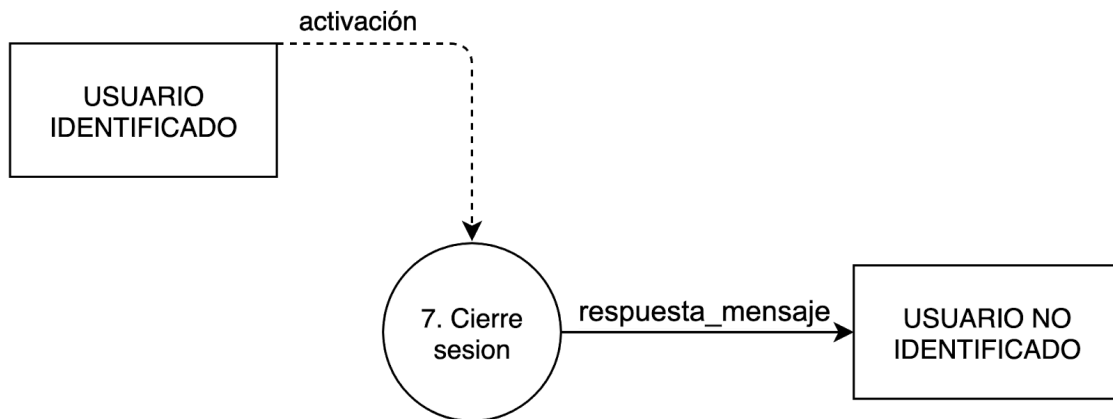 activación
USUARIO
IDENTIFICADO
7. Cierre
sesion
respuesta_mensaje
USUARIO NO
IDENTIFICADO